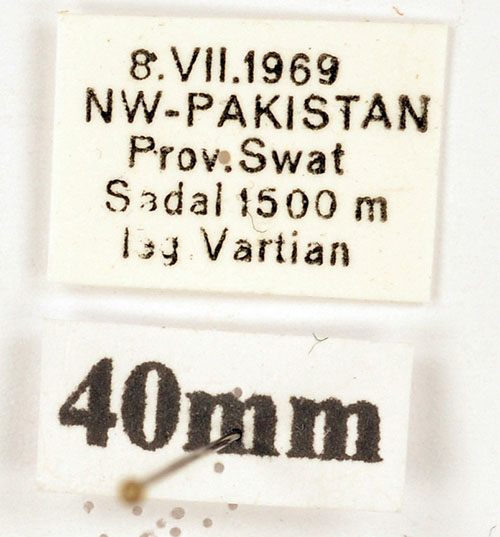 8.VII.1969
NW-PAKISTAN
Prov.Swat
Sadal 1500 m
leg Vartian
40mm